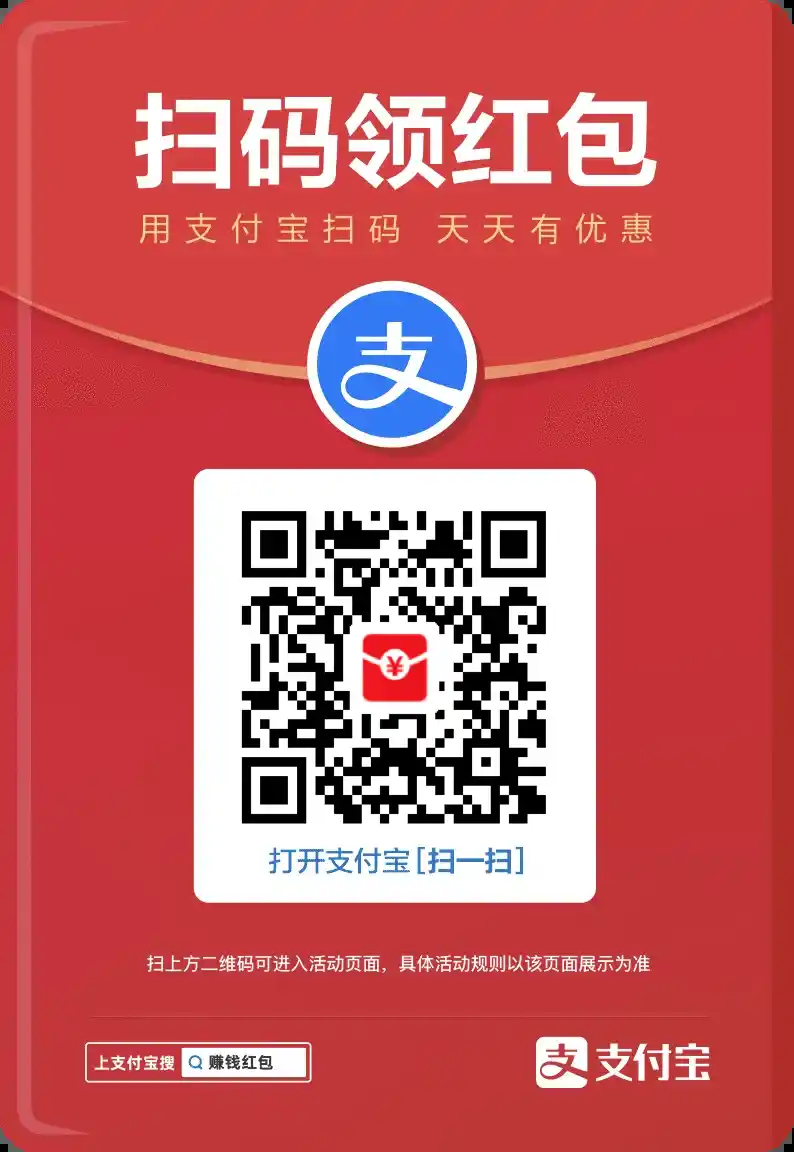 扫码领红包
用支付宝扫码 天天有优惠
支
¥
打开支付宝[扫一扫]
扫上方二维码可进入活动页面，具体活动规则以该页面展示为准
上支付宝搜 赚钱红包
支 支付宝